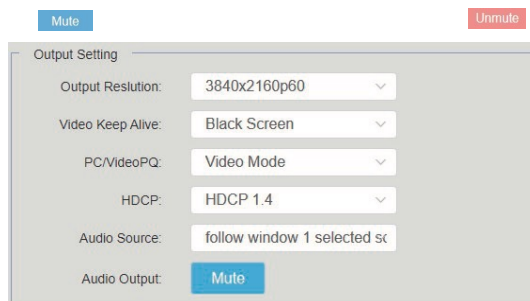 Mute Unmute
Output Setting
Output Reslution: 3840x2160p60
Video Keep Alive: Black Screen
PC/VideoPQ: Video Mode
HDCP: HDCP 1.4
Audio Source: follow window 1 selected sc
Audio Output: Mute